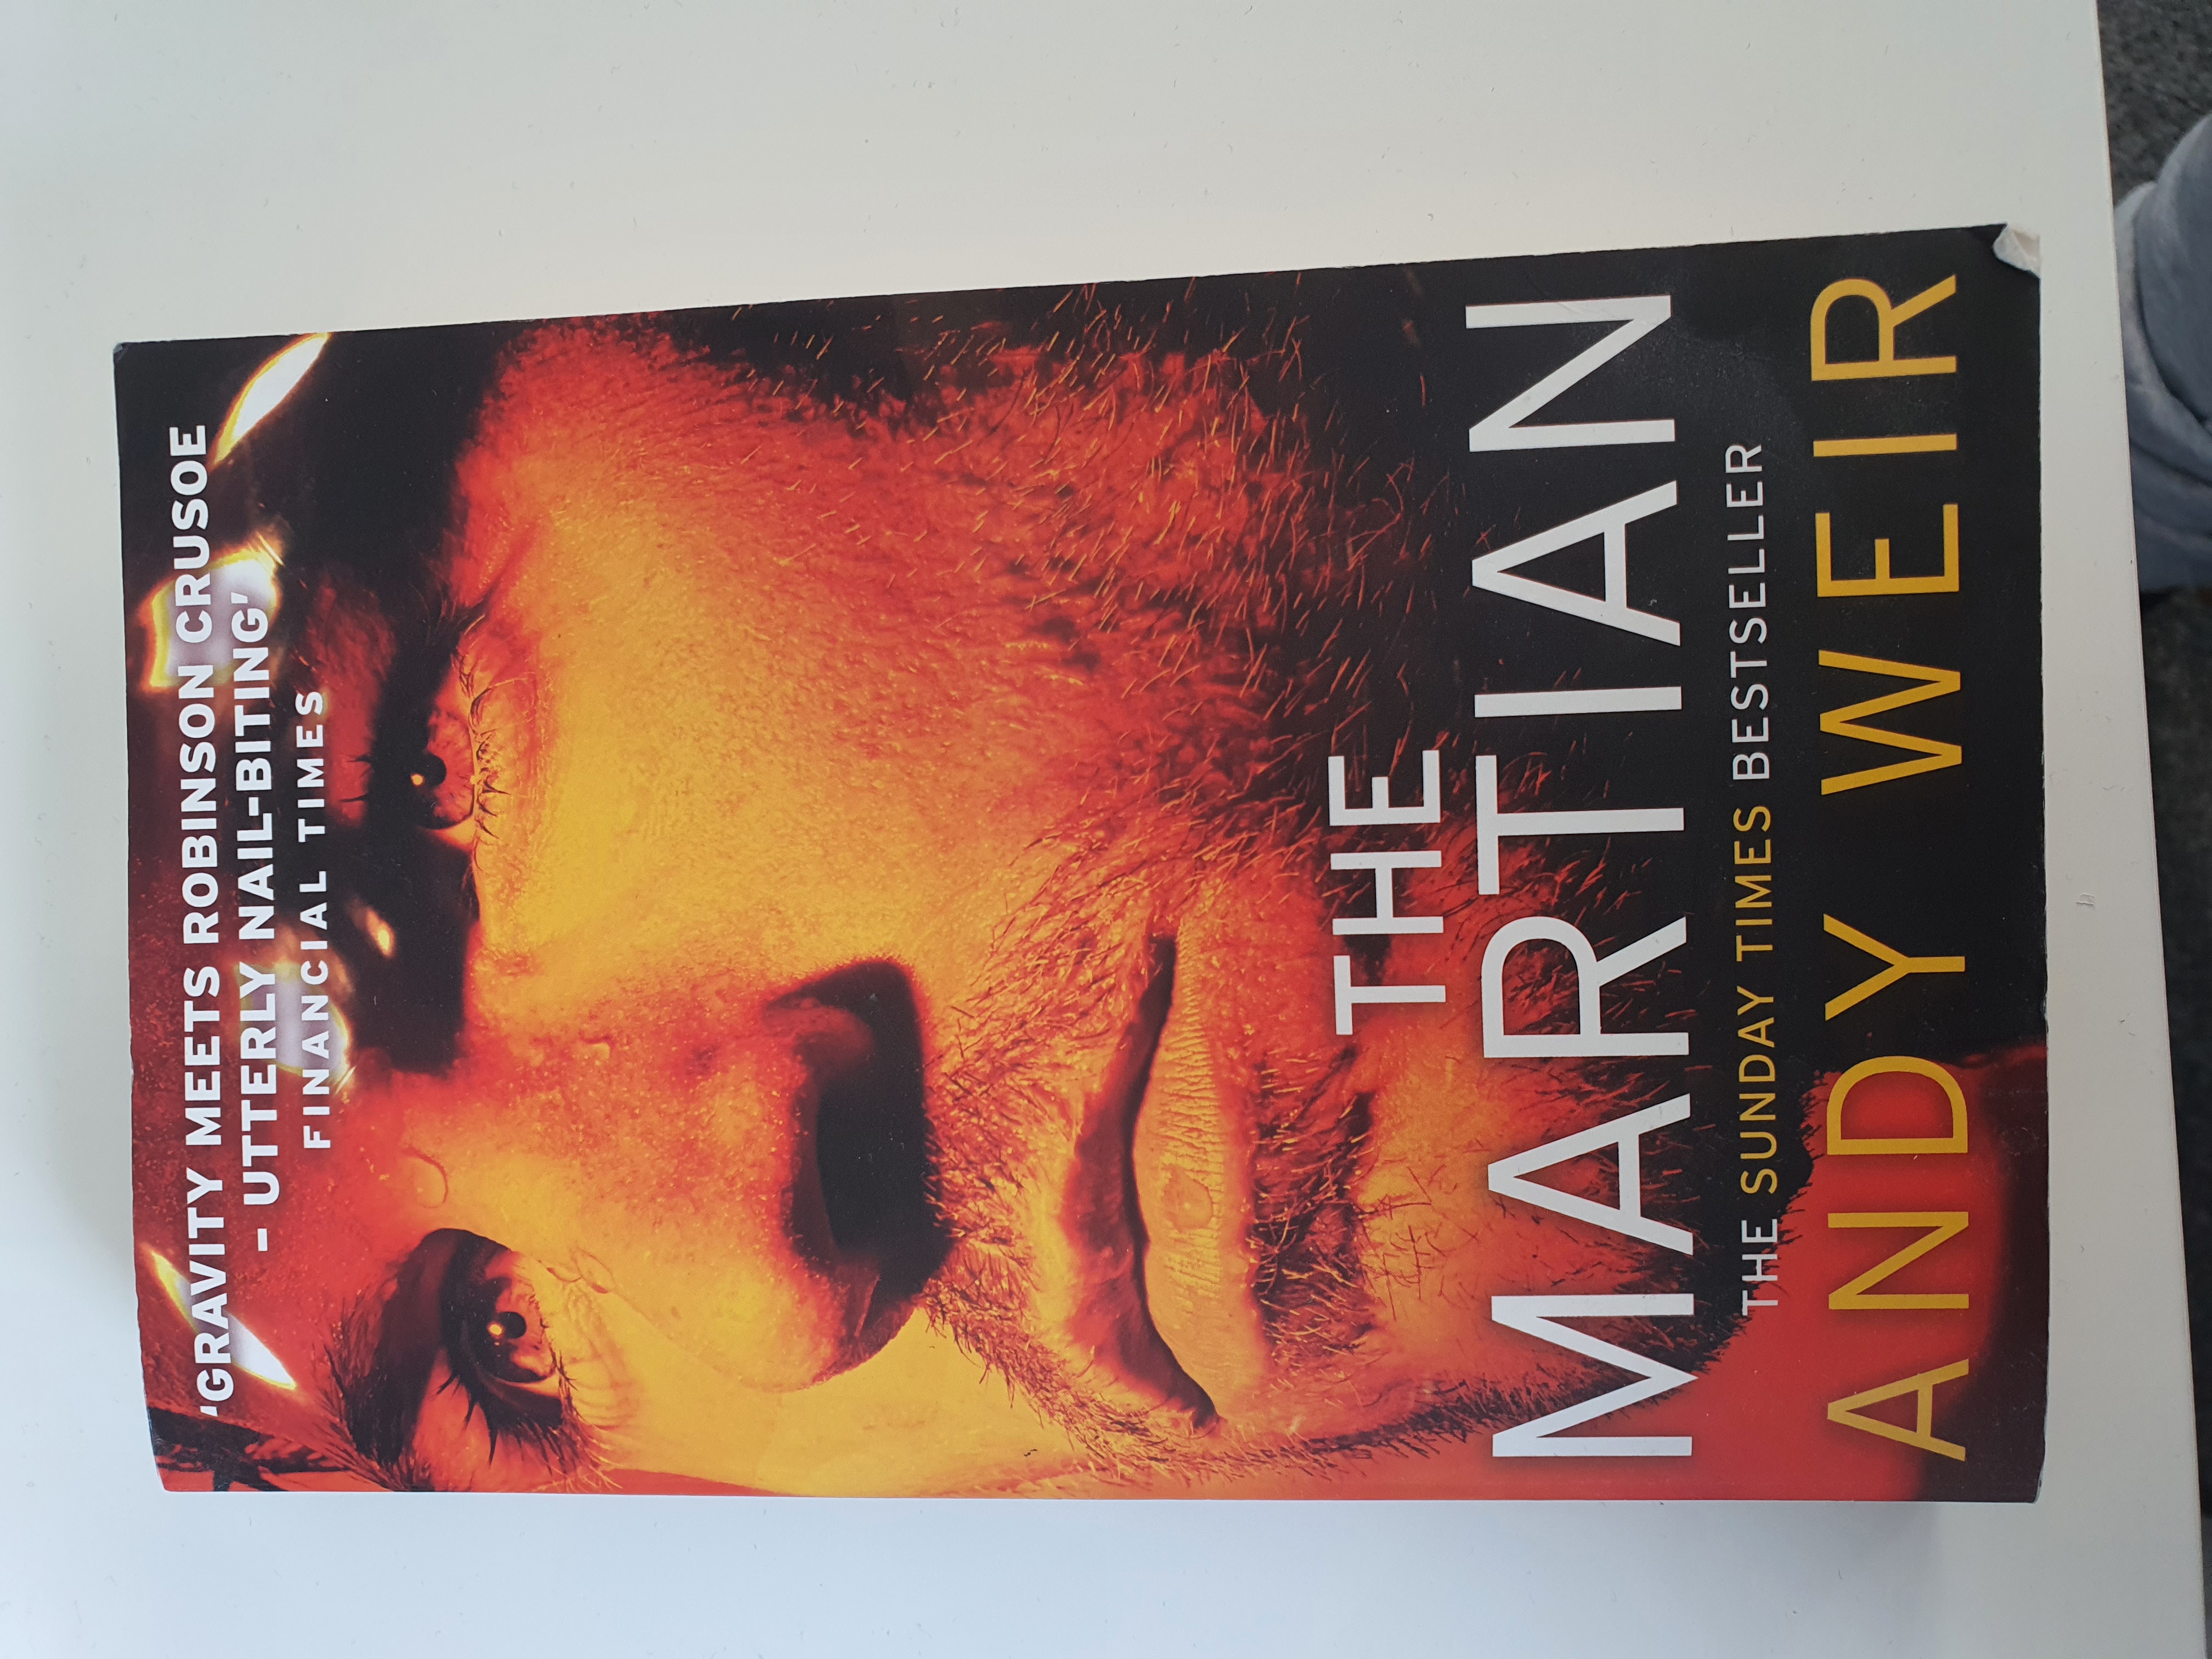 ‘GRAVITY MEETS ROBINSON CRUSOE
– UTTERLY NAIL-BITING’
FINANCIAL TIMES
THE
MARTIAN
THE SUNDAY TIMES BESTSELLER
ANDY WEIR